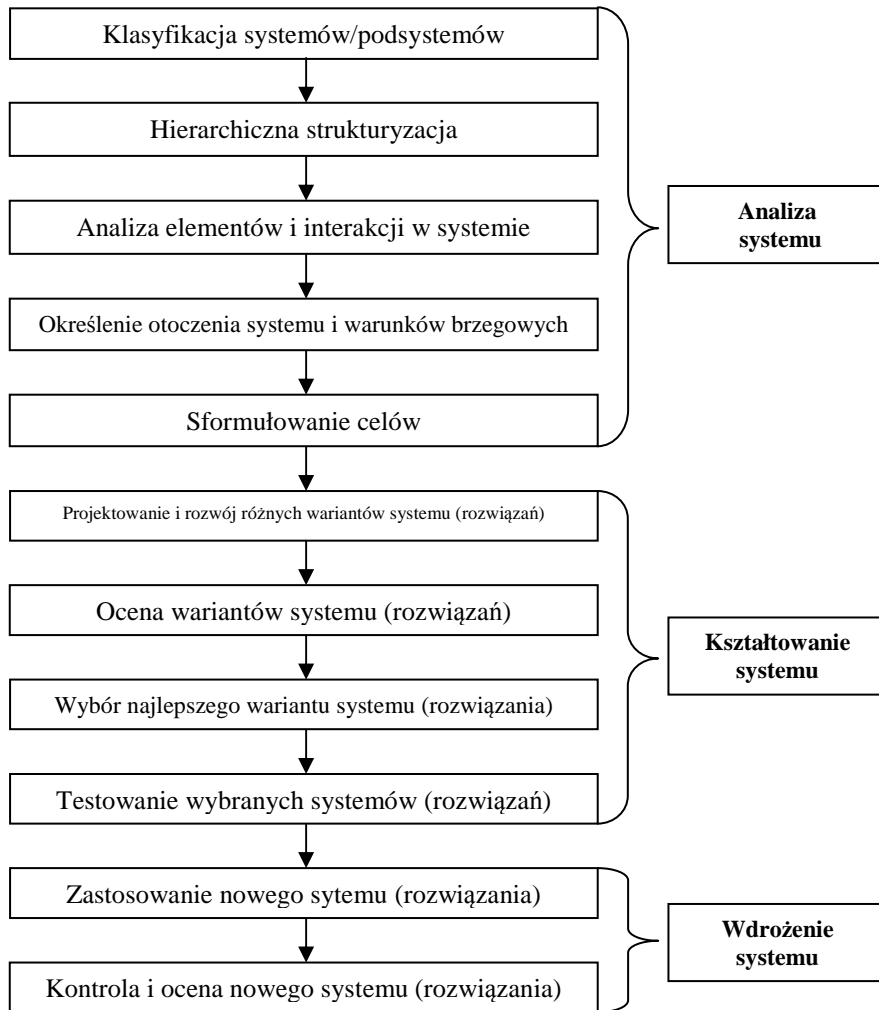 Klasyfikacja systemów/podsystemów
Hierarchiczna strukturyzacja
Analiza elementów i interakcji w systemie
Określenie otoczenia systemu i warunków brzegowych
Sformułowanie celów
Analiza
systemu
Projektowanie i rozwój różnych wariantów systemu (rozwiązań)
Ocena wariantów systemu (rozwiązań)
Wybór najlepszego wariantu systemu (rozwiązania)
Testowanie wybranych systemów (rozwiązań)
Kształtowanie
systemu
Zastosowanie nowego sytemu (rozwiązania)
Kontrola i ocena nowego systemu (rozwiązania)
Wdrożenie
systemu